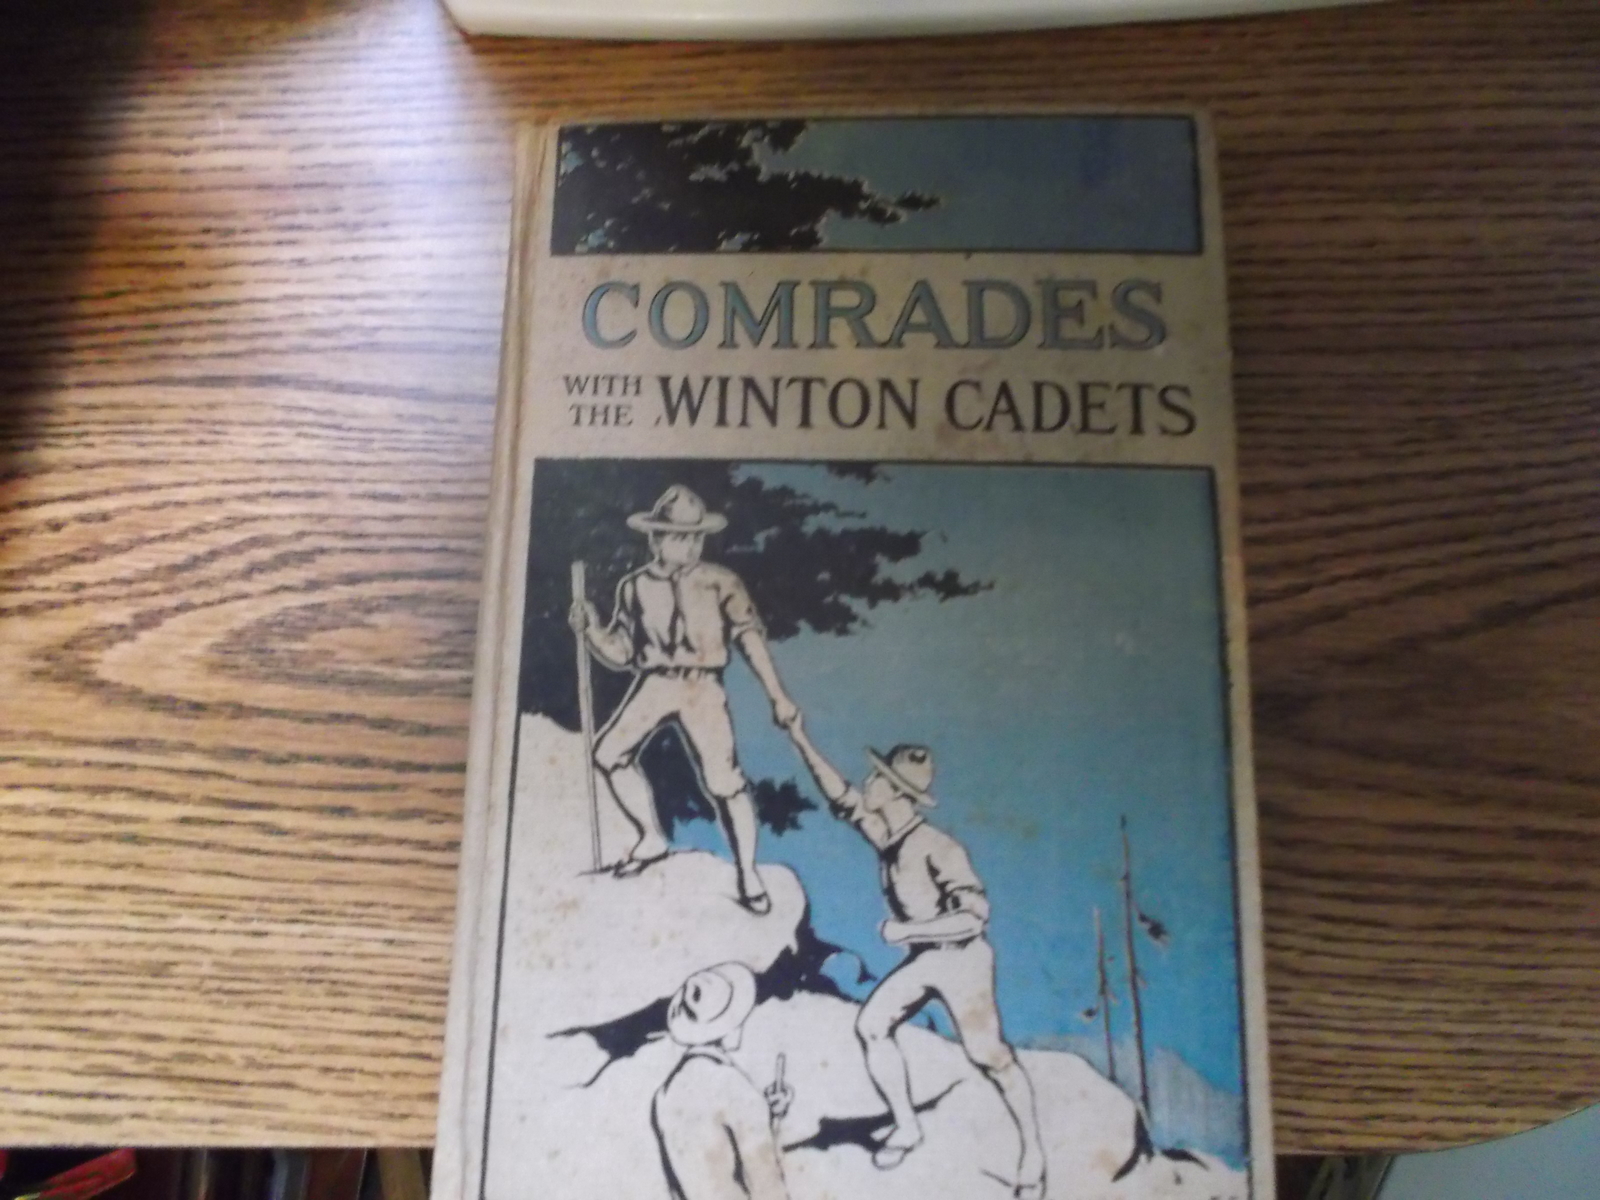 COMRADES
WITH THE WINTON CADETS